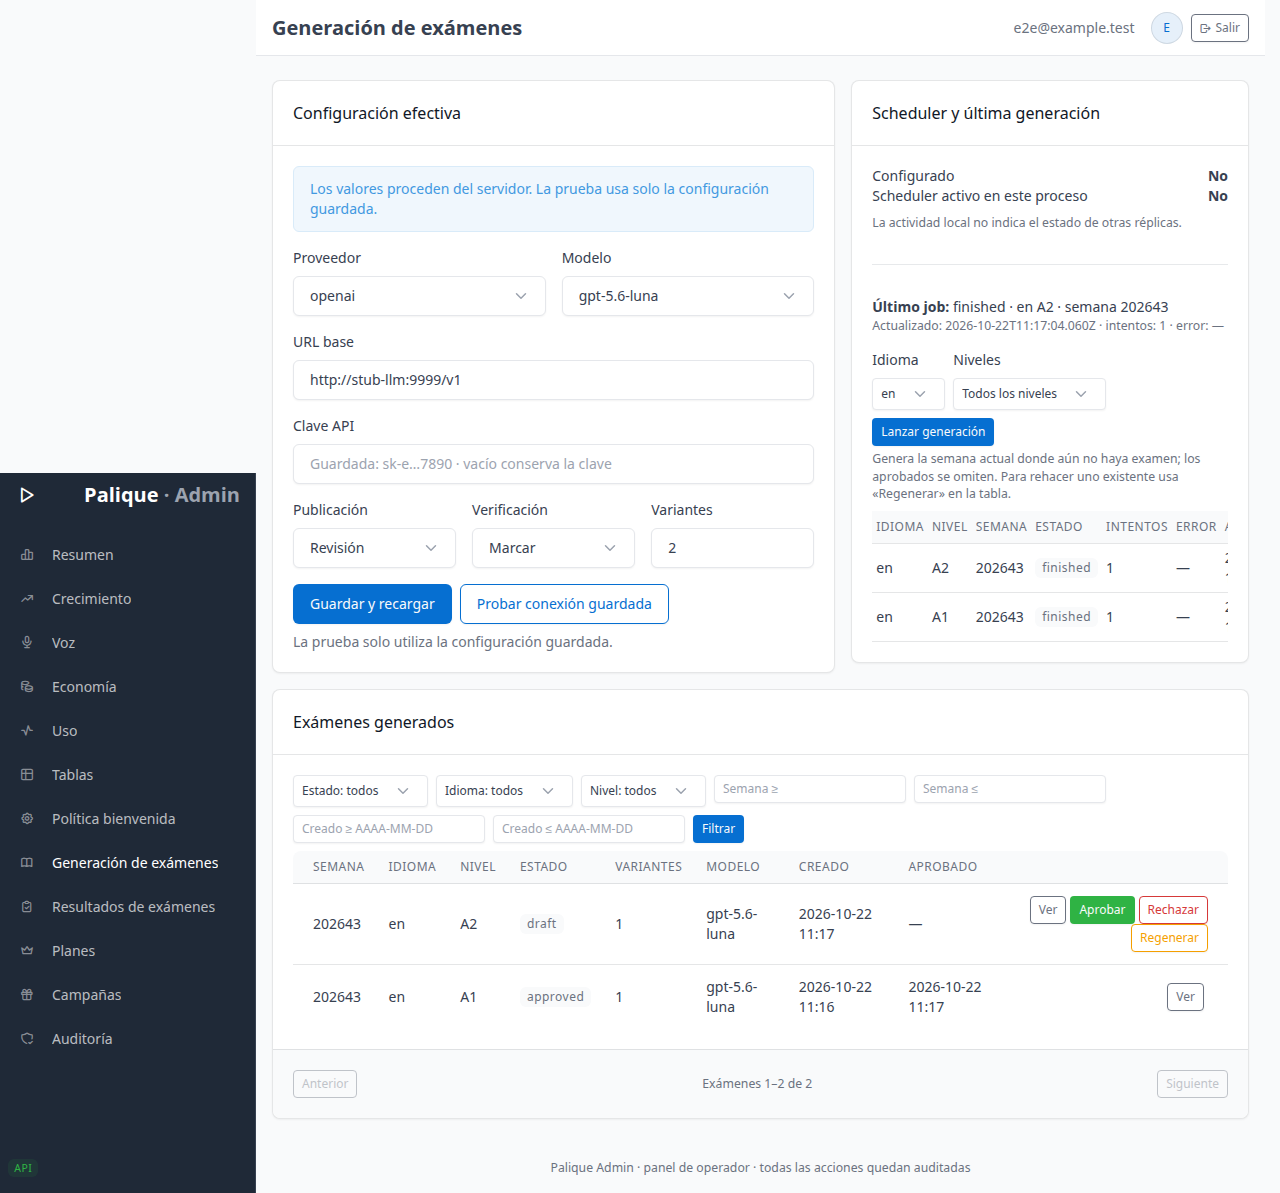 Generación de exámenes
e2e@example.test
E
Salir
Configuración efectiva
Los valores proceden del servidor. La prueba usa solo la configuración
guardada.
Proveedor
Modelo
openai
gpt-5.6-luna
URL base
http://stub-llm:9999/v1
Clave API
Guardada: sk-e...7890 · vacío conserva la clave
Publicación
Verificación
Variantes
Revisión
Marcar
2
Guardar y recargar
Probar conexión guardada
La prueba solo utiliza la configuración guardada.
Scheduler y última generación
Configurado No
Scheduler activo en este proceso No
La actividad local no indica el estado de otras réplicas.
Último job: finished · en A2 · semana 202643
Actualizado: 2026-10-22T11:17:04.060Z · intentos: 1 · error: —
Idioma
Niveles
en
Todos los niveles
Lanzar generación
Genera la semana actual donde aún no haya examen; los
aprobados se omiten. Para rehacer uno existente usa
«Regenerar» en la tabla.
IDIOMA NIVEL SEMANA ESTADO INTENTOS ERROR
en A2 202643 finished 1 —
en A1 202643 finished 1 —
Palique · Admin
Resumen
Crecimiento
Voz
Economía
Uso
Tablas
Política bienvenida
Generación de exámenes
Resultados de exámenes
Planes
Campañas
Auditoría
API
Exámenes generados
Estado: todos
Idioma: todos
Nivel: todos
Semana ≥
Semana ≤
Creado ≥ AAAA-MM-DD
Creado ≤ AAAA-MM-DD
Filtrar
SEMANA IDIOMA NIVEL ESTADO VARIANTES MODELO CREADO APROBADO
202643 en A2 draft 1 gpt-5.6-luna 2026-10-22 11:17 — Ver Aprobar Rechazar
Regenerar
202643 en A1 approved 1 gpt-5.6-luna 2026-10-22 11:16 2026-10-22 11:17 Ver
Anterior
Exámenes 1–2 de 2
Siguiente
Palique Admin · panel de operador · todas las acciones quedan auditadas